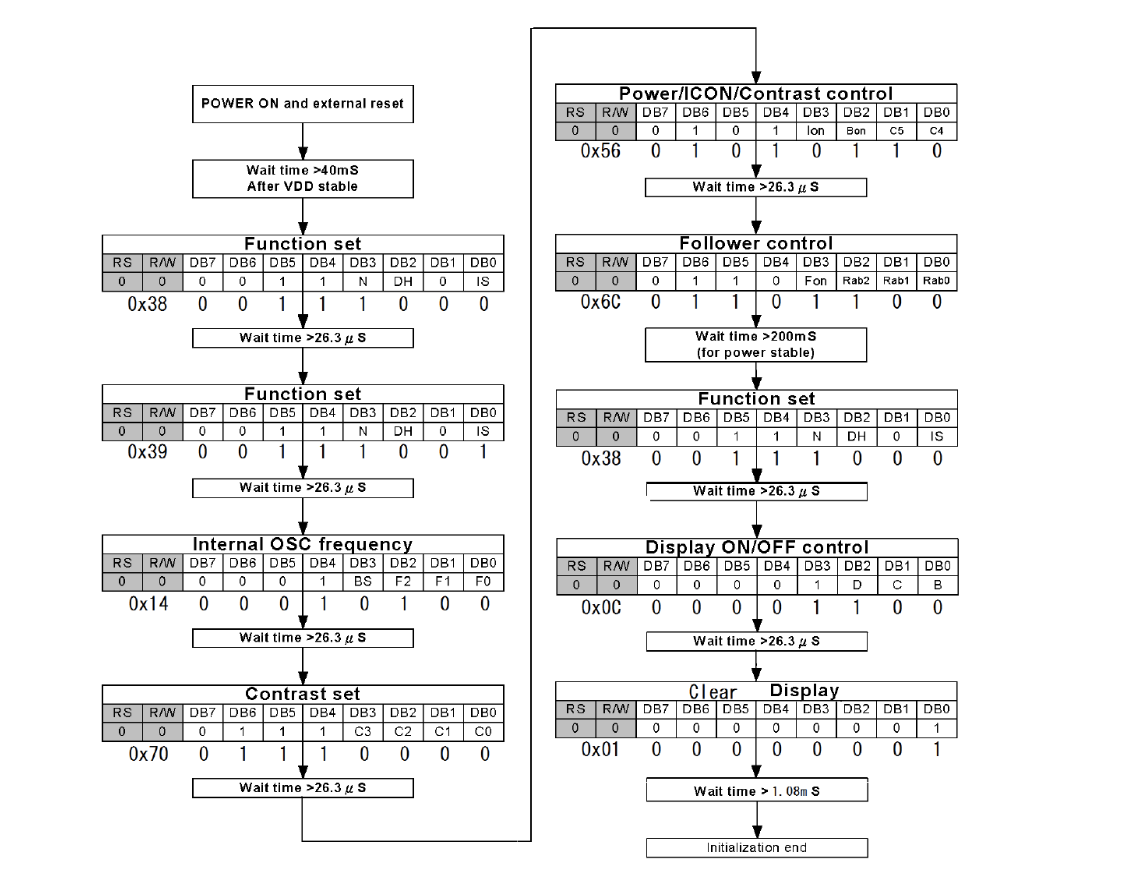 POWER ON and external reset
Wait time >40mS
After VDD stable
Function set
RS R/W DB7 DB6 DB5 DB4 DB3 DB2 DB1 DB0
0 0 0 0 1 1 N DH 0 IS
0x38 0 0 1 1 1 0 0 0
Wait time >26.3 μ S
Function set
RS R/W DB7 DB6 DB5 DB4 DB3 DB2 DB1 DB0
0 0 0 0 1 1 N DH 0 IS
0x39 0 0 1 1 1 0 0 1
Wait time >26.3 μ S
Internal OSC frequency
RS R/W DB7 DB6 DB5 DB4 DB3 DB2 DB1 DB0
0 0 0 0 0 1 BS F2 F1 F0
0x14 0 0 0 1 0 1 0 0
Wait time >26.3 μ S
Contrast set
RS R/W DB7 DB6 DB5 DB4 DB3 DB2 DB1 DB0
0 0 0 1 1 1 C3 C2 C1 C0
0x70 0 1 1 1 0 0 0 0
Wait time >26.3 μ S
Power/ICON/Contrast control
RS R/W DB7 DB6 DB5 DB4 DB3 DB2 DB1 DB0
0 0 0 1 0 1 Ion Bon C5 C4
0x56 0 1 0 1 0 1 1 0
Wait time >26.3 μ S
Follower control
RS R/W DB7 DB6 DB5 DB4 DB3 DB2 DB1 DB0
0 0 0 1 1 0 Fon Rab2 Rab1 Rab0
0x6C 0 1 1 0 1 1 0 0
Wait time >200mS
(for power stable)
Function set
RS R/W DB7 DB6 DB5 DB4 DB3 DB2 DB1 DB0
0 0 0 0 1 1 N DH 0 IS
0x38 0 0 1 1 1 0 0 0
Wait time >26.3 μ S
Display ON/OFF control
RS R/W DB7 DB6 DB5 DB4 DB3 DB2 DB1 DB0
0 0 0 0 0 0 1 D C B
0x0C 0 0 0 0 1 1 0 0
Wait time >26.3 μ S
Clear Display
RS R/W DB7 DB6 DB5 DB4 DB3 DB2 DB1 DB0
0 0 0 0 0 0 0 0 0 1
0x01 0 0 0 0 0 0 0 1
Wait time > 1.08m S
Initialization end